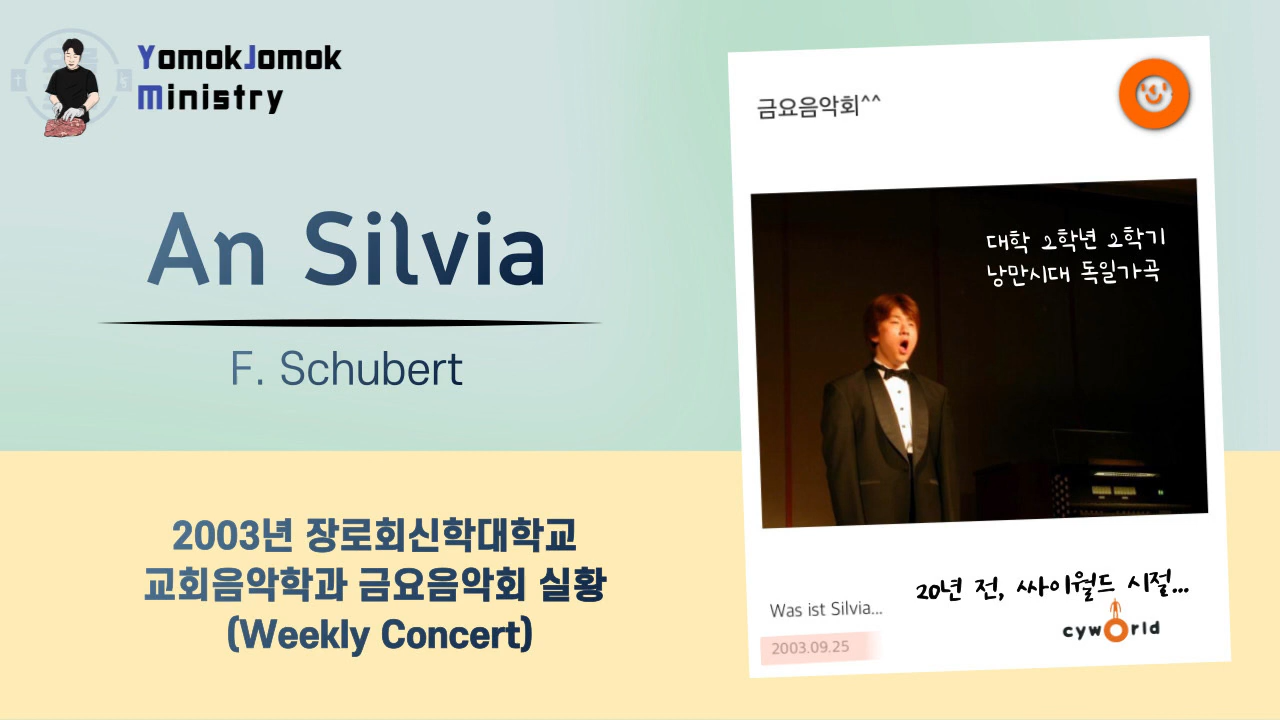 YomokJomok
Ministry
An Silvia
F. Schubert
2003년 장로회신학대학교
교회음악학과 금요음악회 실황
(Weekly Concert)
금요음악회^^
대학 2학년 2학기
낭만시대 독일가곡
20년 전, 싸이월드 시절...
Was ist Silvia...
cyworld
2003.09.25